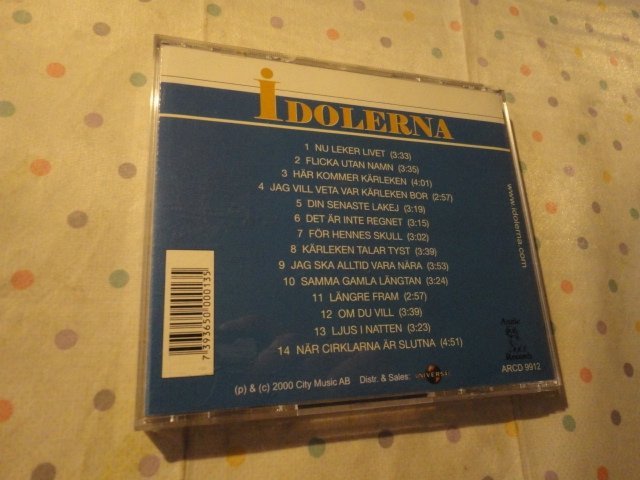 IDOLERNA
1 NU LEKER LIVET (3:33)
2 FLICKA UTAN NAMN (3:35)
3 HÄR KOMMER KÄRLEKEN (4:01)
4 JAG VILL VETA VAR KÄRLEKEN BOR (2:57)
5 DIN SENASTE LAKEJ (3:19)
6 DET ÄR INTE REGNET (3:15)
7 FÖR HENNES SKULL (3:02)
8 KÄRLEKEN TALAR TYST (3:39)
9 JAG SKA ALLTID VARA NÄRA (3:53)
10 SAMMA GAMLA LÄNGTAN (3:24)
11 LÄNGRE FRAM (2:57)
12 OM DU VILL (3:39)
13 LJUS I NATTEN (3:23)
14 NÄR CIRKLARNA ÄR SLUTNA (4:51)
www.idolerna.com
7 393650 000135
(p) & (c) 2000 City Music AB Distr. & Sales: UNIVERSAL
Records
ARCD 9912